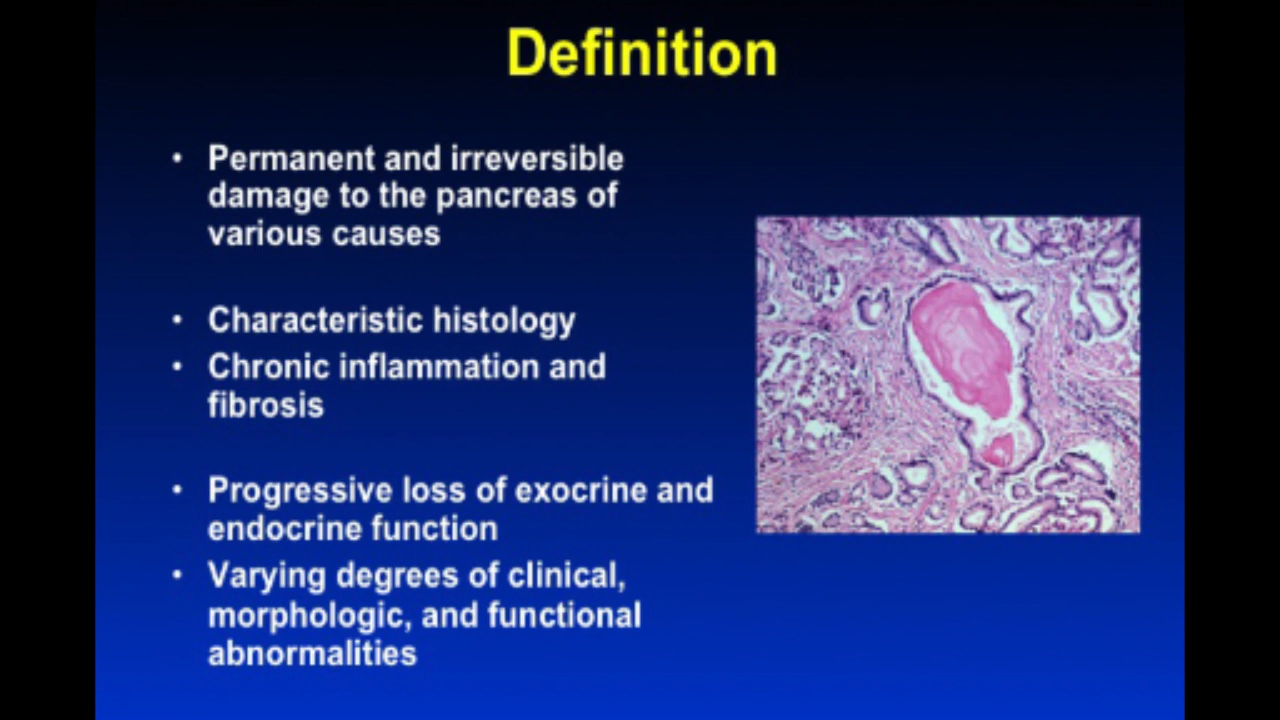 Definition
• Permanent and irreversible
damage to the pancreas of
various causes
• Characteristic histology
• Chronic inflammation and
fibrosis
• Progressive loss of exocrine and
endocrine function
• Varying degrees of clinical,
morphologic, and functional
abnormalities